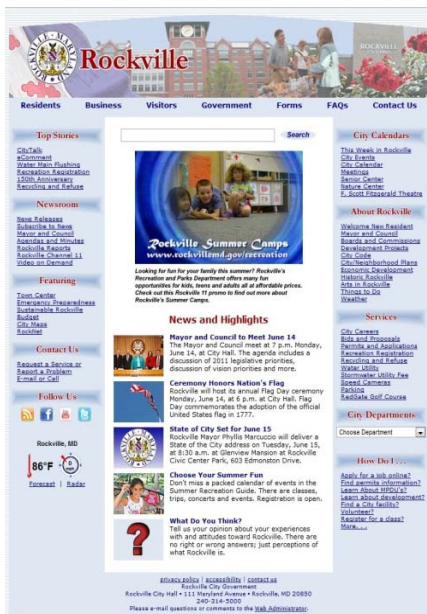 Rockville
Residents Business Visitors Government Forms FAQs Contact Us
Top Stories
CityTalk
eComment
Water Main Flushing
Recreation Registration
150th Anniversary
Recycling and Refuse
Newsroom
News Releases
Subscribe to News
Mayor and Council
Agendas and Minutes
Rockville Reports
Rockville Channel 11
Video on Demand
Featuring
Town Center
Emergency Preparedness
Sustainable Rockville
Budget
City Maps
RockNet
Contact Us
Request a Service or
Report a Problem
E-mail or Call
Follow Us
Rockville, MD
86°F
Forecast | Radar
Search
Rockville Summer Camps
www.rockvillemd.gov/recreation
Looking for fun for your family this summer? Rockville's
Recreation and Parks Department offers many fun
opportunities for kids, teens and adults all at affordable prices.
Check out this Rockville 11 promo to find out more about
Rockville's Summer Camps.
News and Highlights
Mayor and Council to Meet June 14
The Mayor and Council meet at 7 p.m. Monday,
June 14, at City Hall. The agenda includes a
discussion of 2011 legislative priorities,
discussion of vision priorities and more.
Ceremony Honors Nation's Flag
Rockville will host its annual Flag Day ceremony
Monday, June 14, at 6 p.m. at City Hall. Flag
Day commemorates the adoption of the official
United States flag in 1777.
State of City Set for June 15
Rockville Mayor Phyllis Marcuccio will deliver a
State of the City address on Tuesday, June 15,
at 8:30 a.m. at Glenview Mansion at Rockville
Civic Center Park, 603 Edmonston Drive.
Choose Your Summer Fun
Don't miss a packed calendar of events in the
Summer Recreation Guide. There are classes,
trips, concerts and events. Registration is open.
What Do You Think?
Tell us your opinion about your experiences
with and attitudes toward Rockville. There are
no right or wrong answers; just perceptions of
what Rockville is.
City Calendars
This Week in Rockville
City Events
City Calendar
Meetings
Senior Center
Nature Center
F. Scott Fitzgerald Theatre
About Rockville
Welcome New Resident
Mayor and Council
Boards and Commissions
Development Projects
City Code
City/Neighborhood Plans
Economic Development
Historic Rockville
Arts in Rockville
Things to Do
Weather
Services
City Careers
Bids and Proposals
Permits and Applications
Recreation Registration
Recycling and Refuse
Water Utility
Stormwater Utility Fee
Speed Cameras
Parking
RedGate Golf Course
City Departments
Choose Department
How Do I . . .
Apply for a job online?
Find permits information?
Learn About MPDU's?
Learn about development?
Find a City facility?
Volunteer?
Register for a class?
More. . .
privacy policy | accessibility | contact us
Rockville City Government
Rockville City Hall • 111 Maryland Avenue • Rockville, MD 20850
240-314-5000
Please e-mail questions or comments to the Web Administrator.